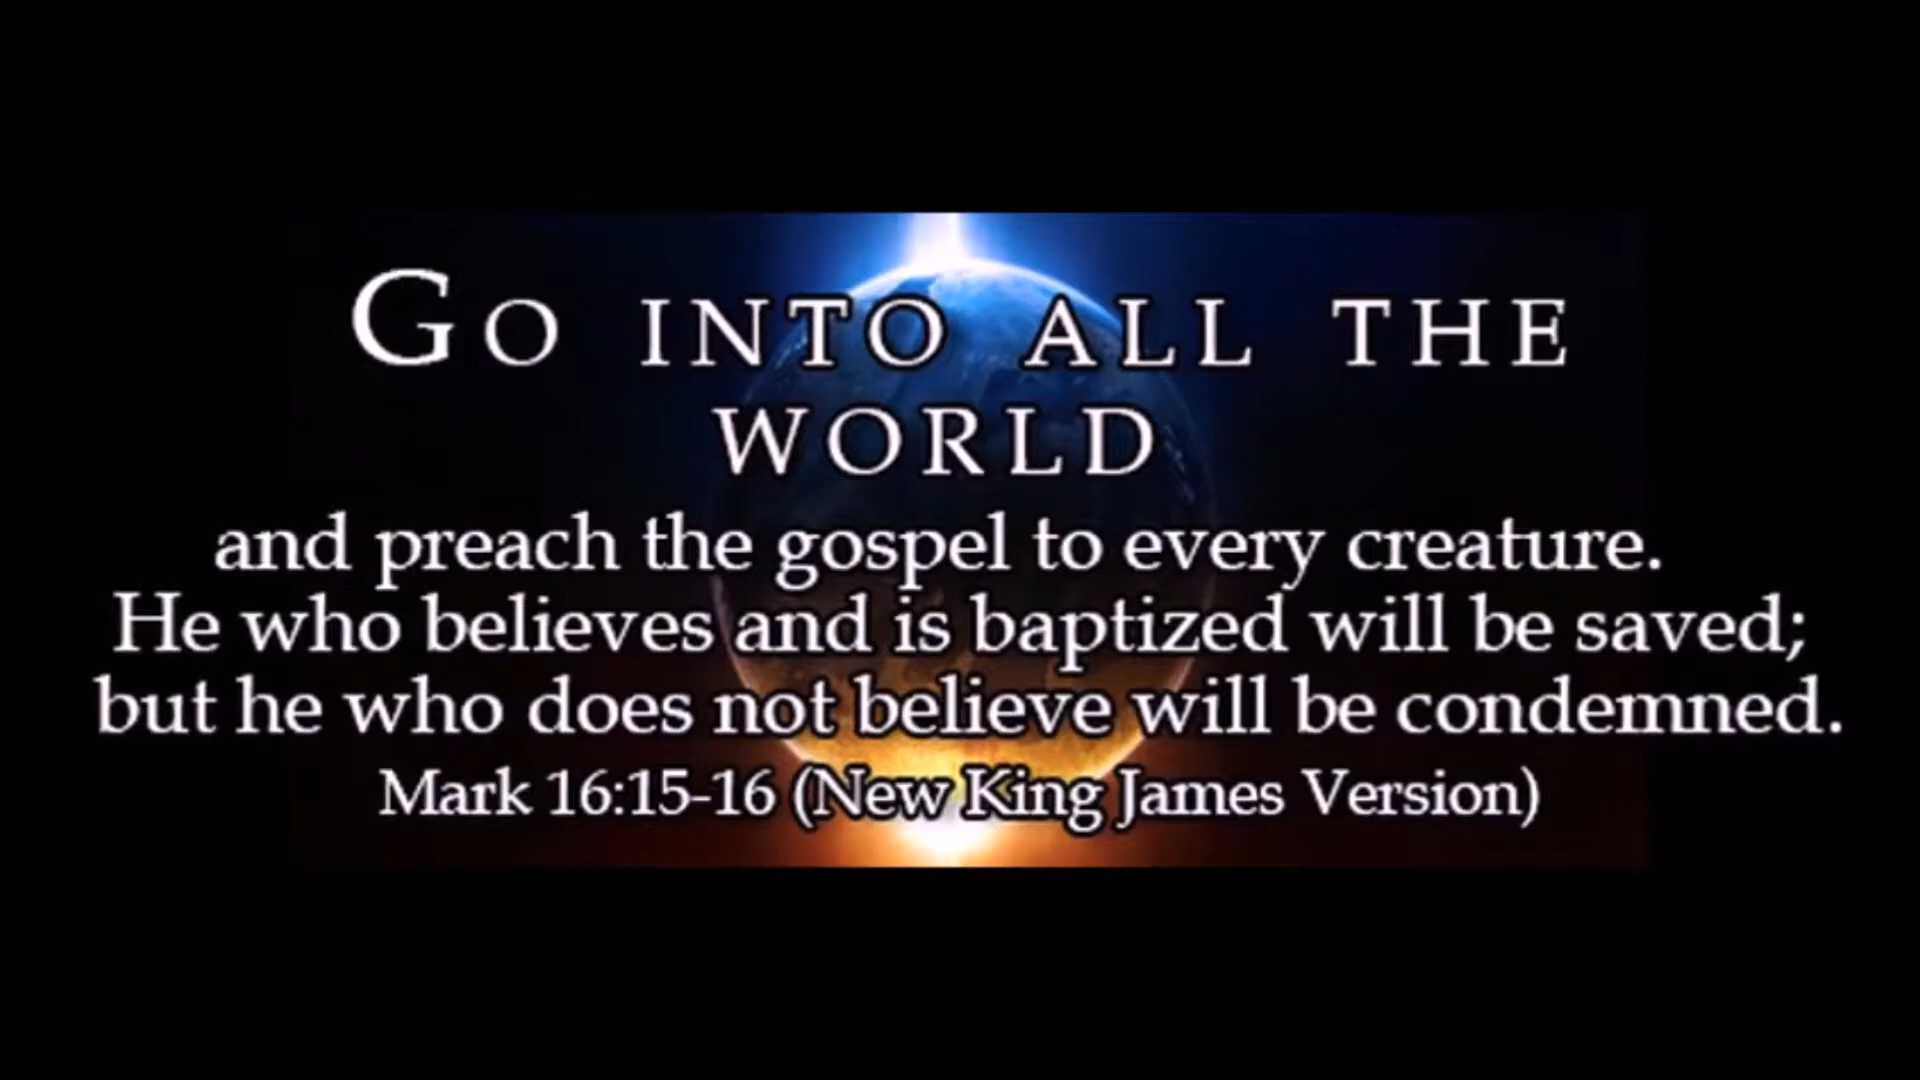 Go into all the
world
and preach the gospel to every creature.
He who believes and is baptized will be saved;
but he who does not believe will be condemned.
Mark 16:15-16 (New King James Version)